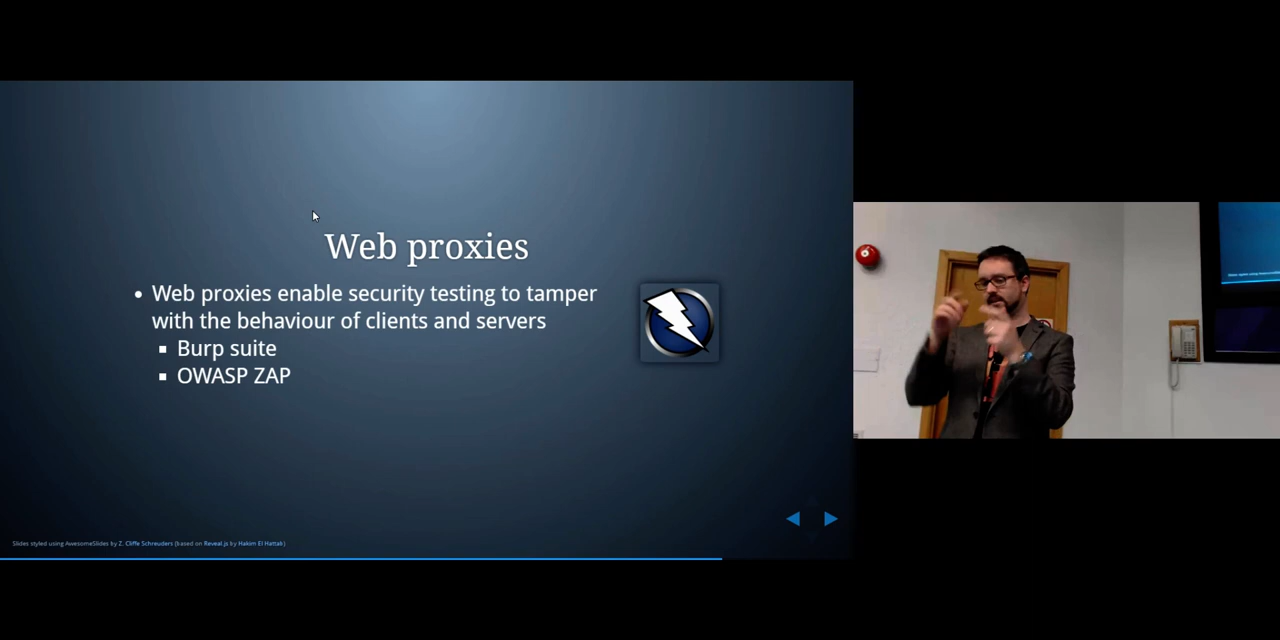 Web proxies
• Web proxies enable security testing to tamper
with the behaviour of clients and servers
▪ Burp suite
▪ OWASP ZAP
Slides styled using AwesomeSlides by Z. Cliffe Schreuders (based on Reveal.js by Hakim El Hattab)